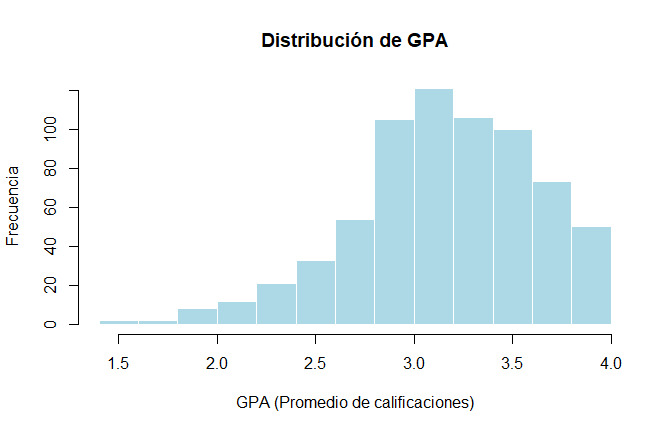 Distribución de GPA
Frecuencia
0 20 40 60 80 100
1.5 2.0 2.5 3.0 3.5 4.0
GPA (Promedio de calificaciones)